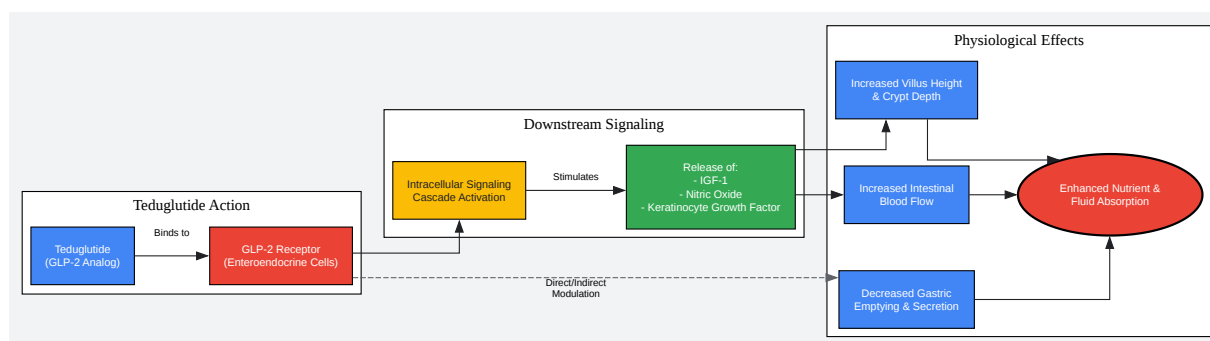 Teduglutide Action
Teduglutide
(GLP-2 Analog)
Binds to
GLP-2 Receptor
(Enteroendocrine Cells)
Downstream Signaling
Intracellular Signaling
Cascade Activation
Stimulates
Release of:
- IGF-1
- Nitric Oxide
- Keratinocyte Growth Factor
Direct/Indirect
Modulation
Physiological Effects
Increased Villus Height
& Crypt Depth
Increased Intestinal
Blood Flow
Decreased Gastric
Emptying & Secretion
Enhanced Nutrient &
Fluid Absorption